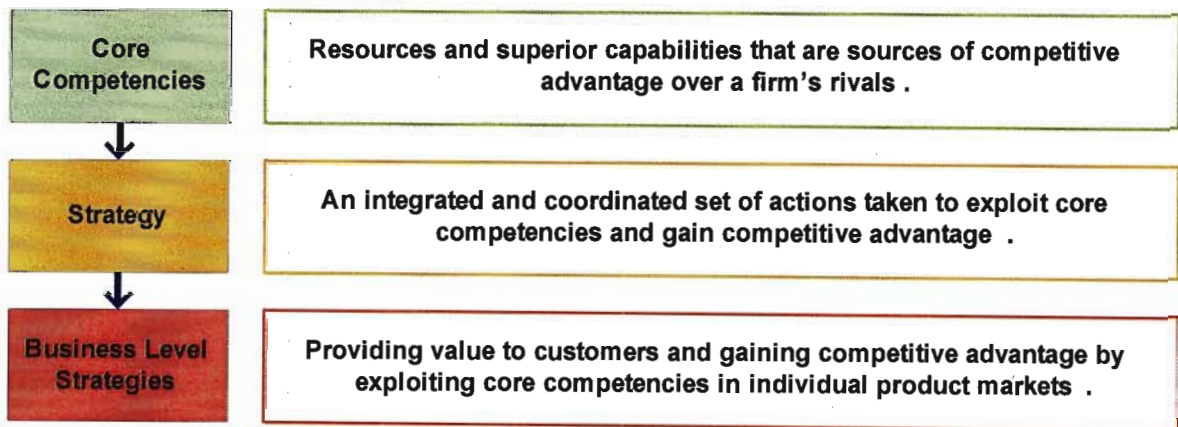 Core
Competencies
Resources and superior capabilities that are sources of competitive
advantage over a firm's rivals .
Strategy
An integrated and coordinated set of actions taken to exploit core
competencies and gain competitive advantage .
Business Level
Strategies
Providing value to customers and gaining competitive advantage by
exploiting core competencies in individual product markets .